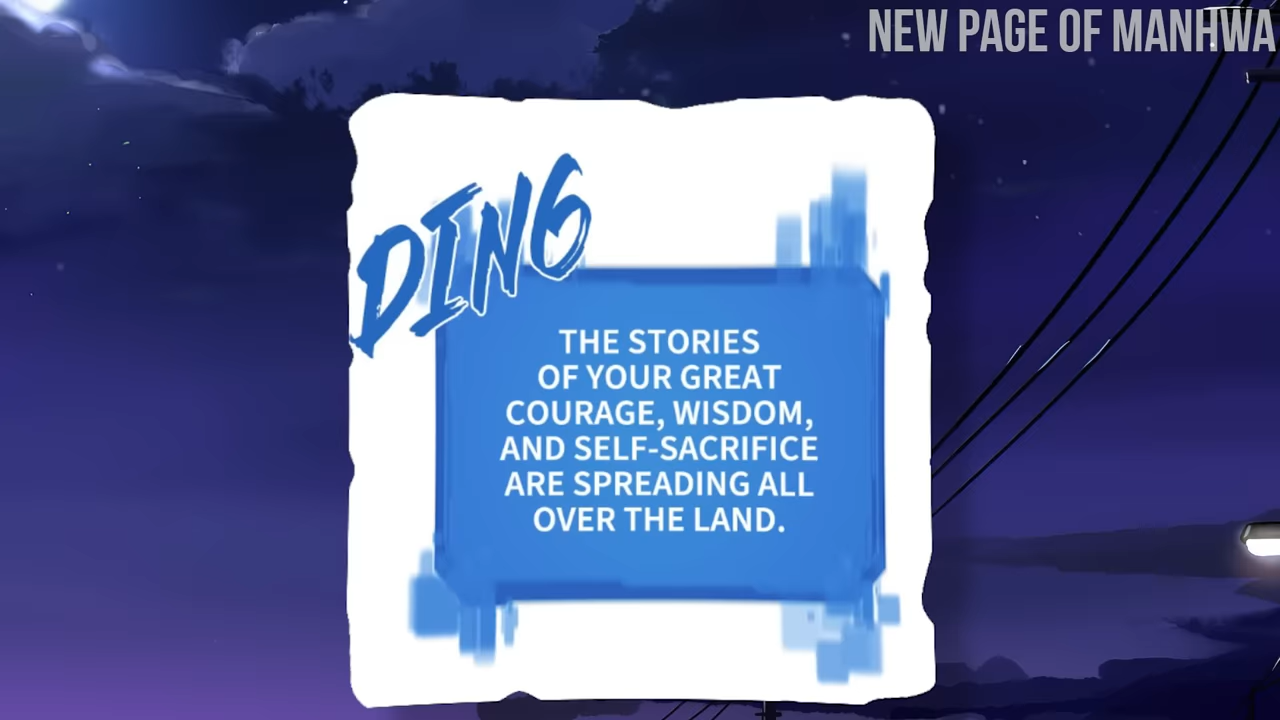 NEW PAGE OF MANHWA
DING
THE STORIES
OF YOUR GREAT
COURAGE, WISDOM,
AND SELF-SACRIFICE
ARE SPREADING ALL
OVER THE LAND.